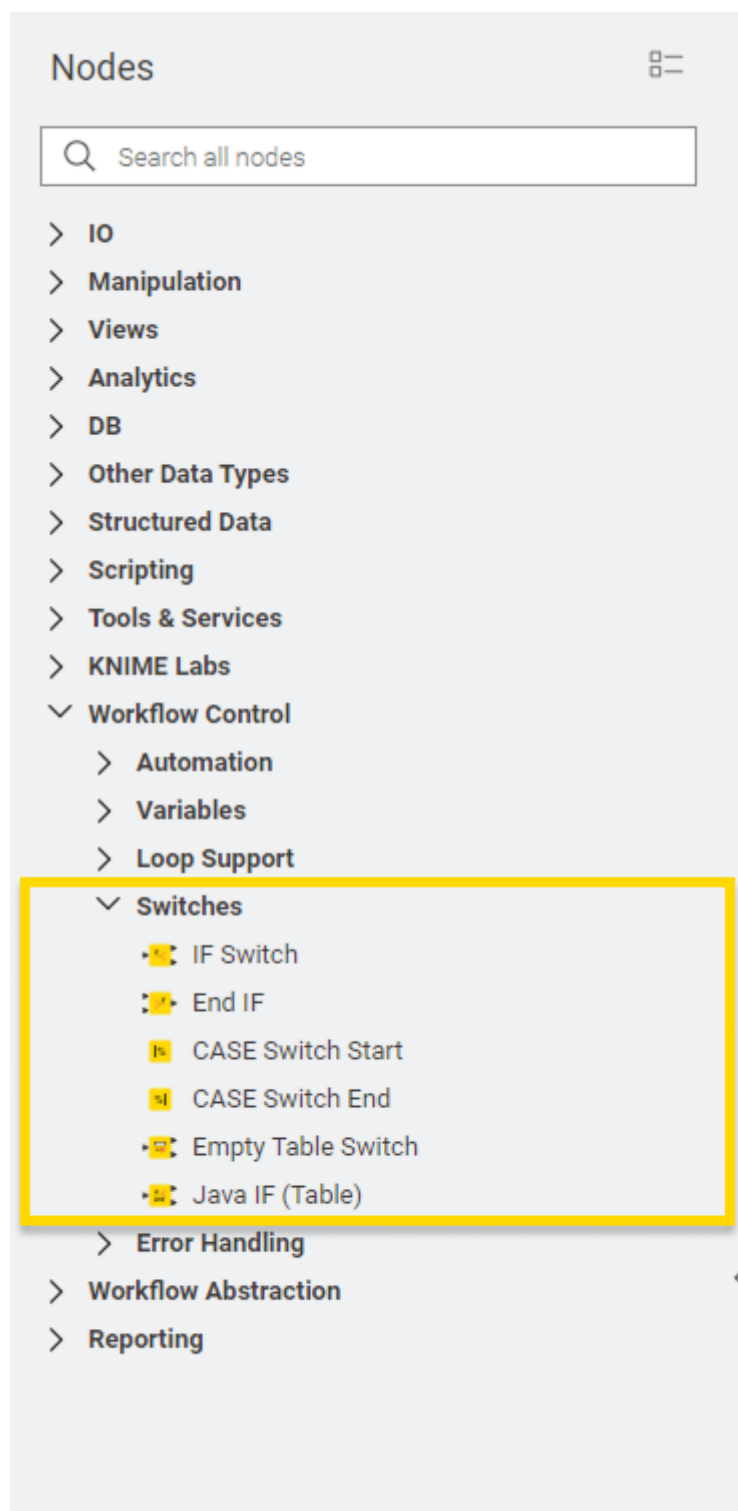 Nodes
Search all nodes
IO
Manipulation
Views
Analytics
DB
Other Data Types
Structured Data
Scripting
Tools & Services
KNIME Labs
Workflow Control
Automation
Variables
Loop Support
Switches
IF Switch
End IF
CASE Switch Start
CASE Switch End
Empty Table Switch
Java IF (Table)
Error Handling
Workflow Abstraction
Reporting